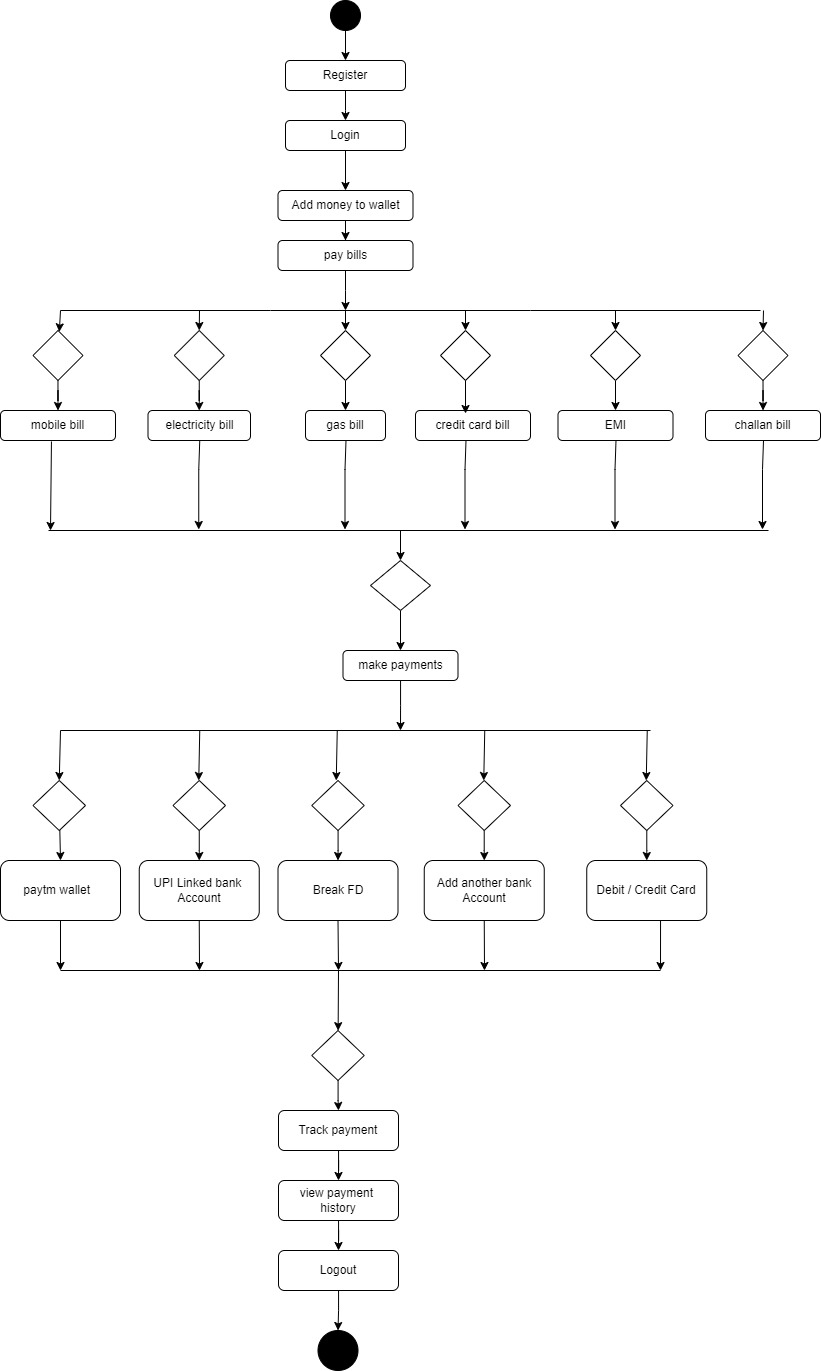 Register
Login
Add money to wallet
pay bills
mobile bill
electricity bill
gas bill
credit card bill
EMI
challan bill
make payments
paytm wallet
UPI Linked bank
Account
Break FD
Add another bank
Account
Debit / Credit Card
Track payment
view payment
history
Logout